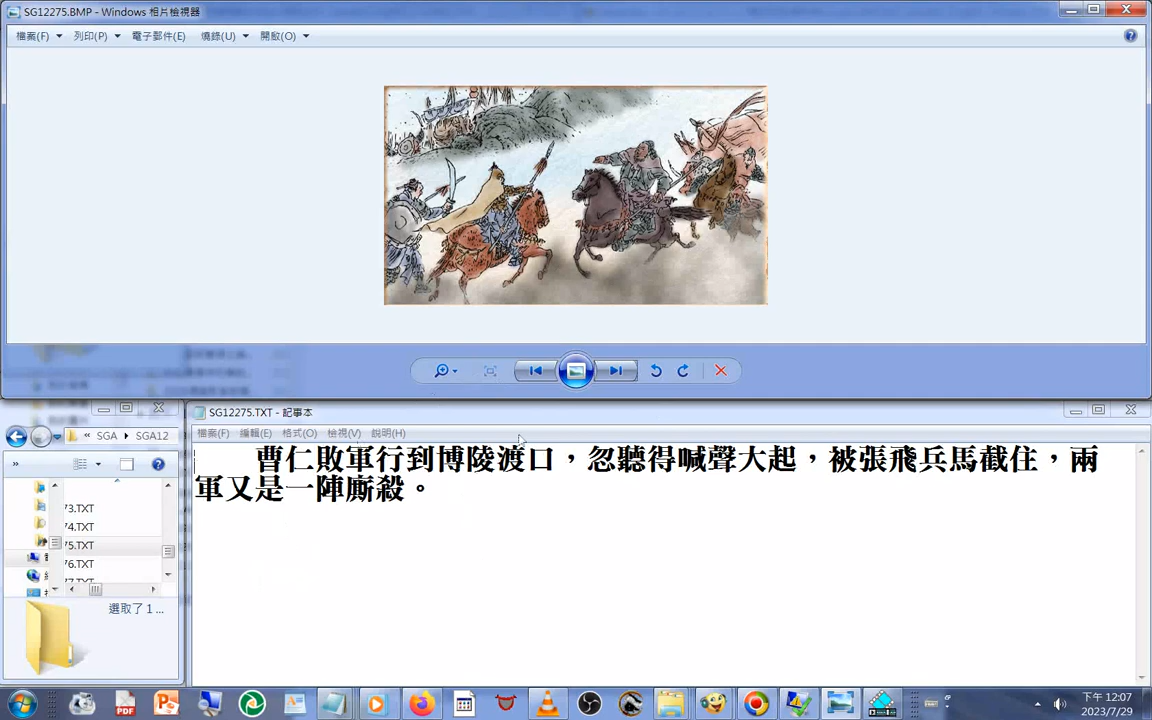 SG12275.BMP - Windows 相片檢視器
檔案(F) 列印(P) 電子郵件(E) 燒錄(U) 開啟(O)
SG12275.TXT - 記事本
« SGA ▸ SGA12
檔案(F) 編輯(E) 格式(O) 檢視(V) 說明(H)
曹仁敗軍行到博陵渡口，忽聽得喊聲大起，被張飛兵馬截住，兩
軍又是一陣廝殺。
73.TXT
74.TXT
75.TXT
76.TXT
77.TXT
選取了 1 ...
PDF
下午 12:07
2023/7/29